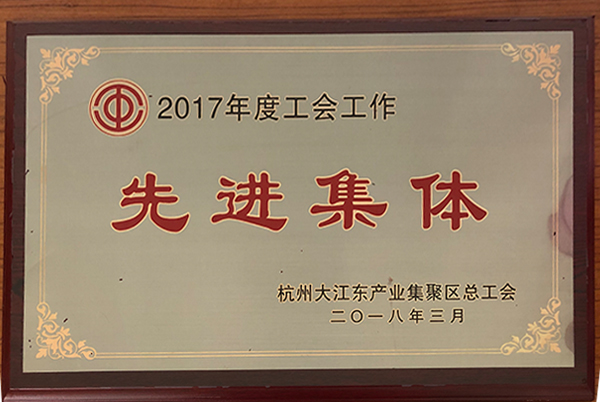 2017年度工会工作
先进集体
杭州大江东产业集聚区总工会
二〇一八年三月